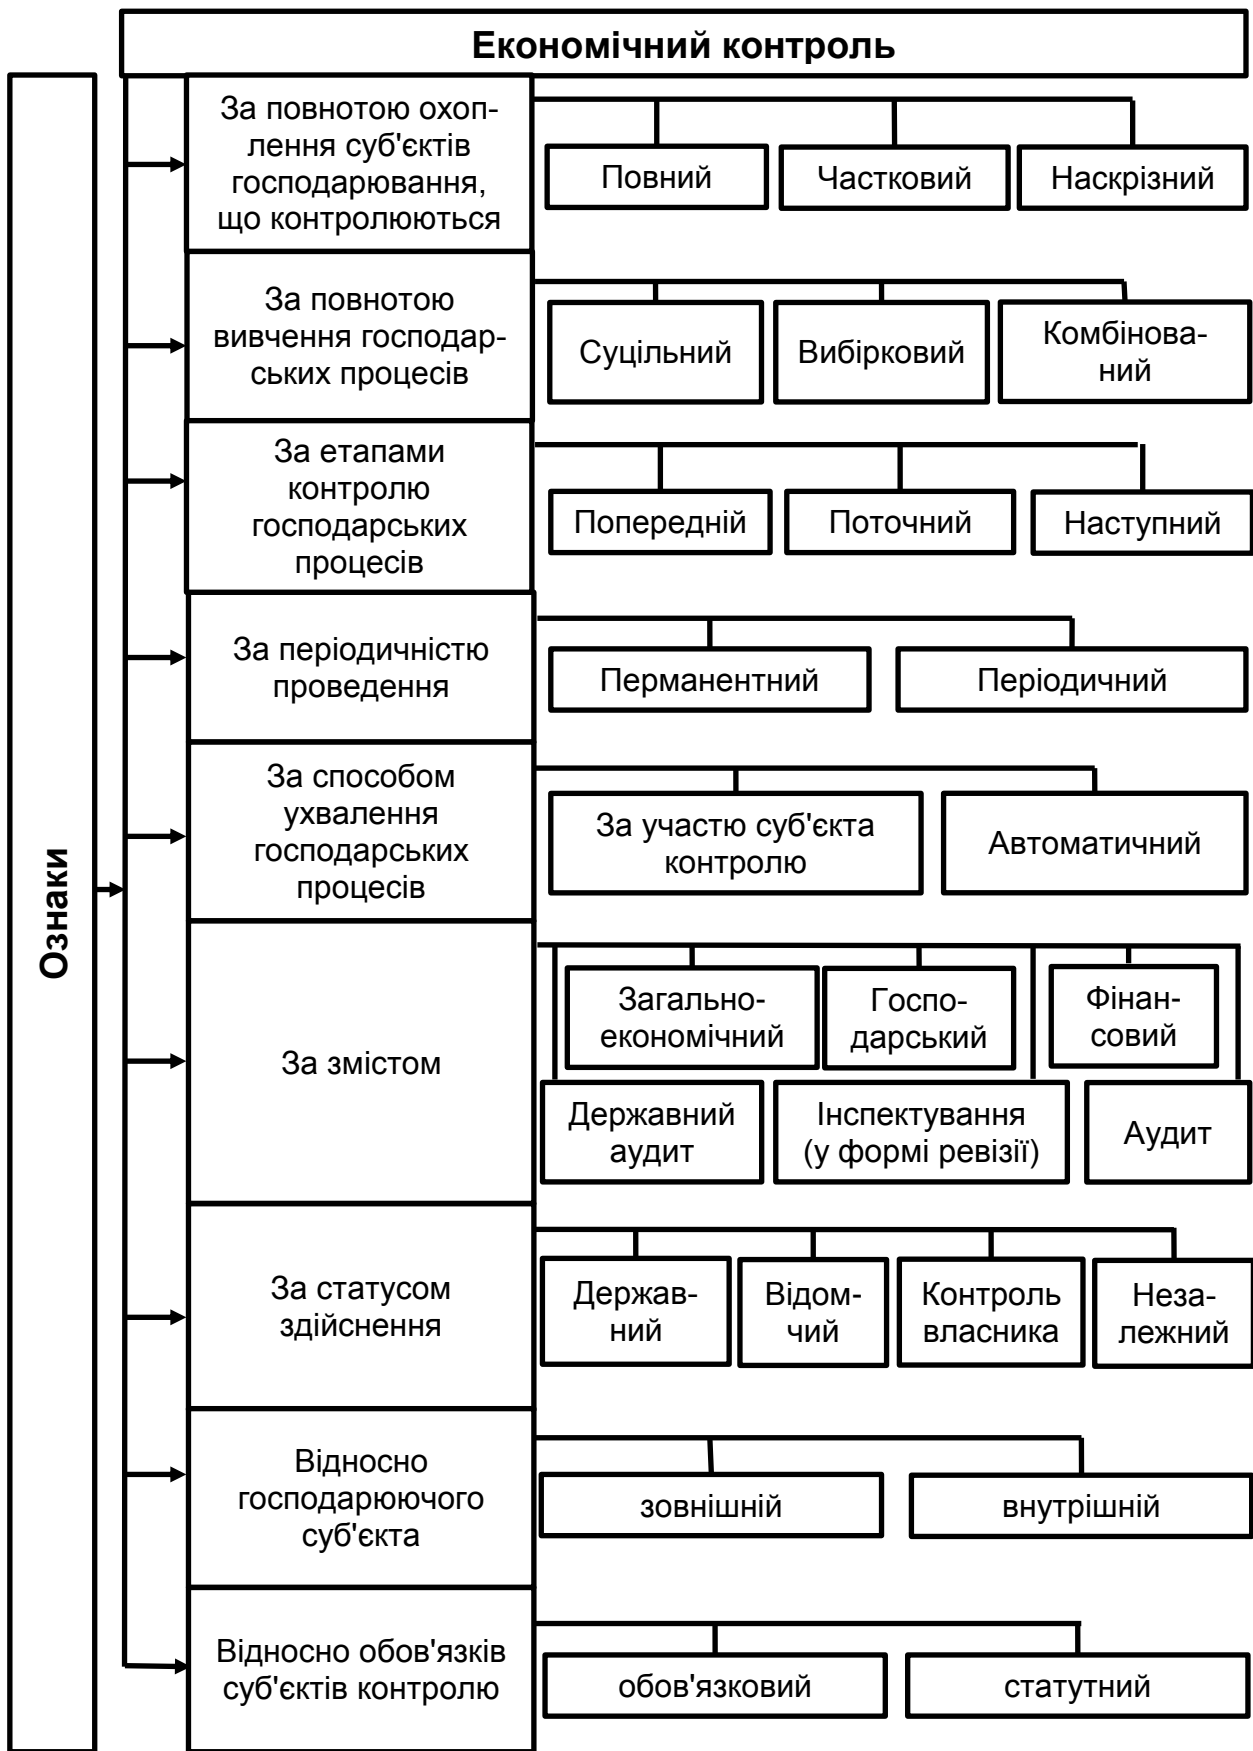 Економічний контроль
Ознаки
За повнотою охоп-
лення суб'єктів
господарювання,
що контролюються
Повний
Частковий
Наскрізний
За повнотою
вивчення господар-
ських процесів
Суцільний
Вибірковий
Комбінова-
ний
За етапами
контролю
господарських
процесів
Попередній
Поточний
Наступний
За періодичністю
проведення
Перманентний
Періодичний
За способом
ухвалення
господарських
процесів
За участю суб'єкта
контролю
Автоматичний
За змістом
Загально-
економічний
Госпо-
дарський
Фінан-
совий
Державний
аудит
Інспектування
(у формі ревізії)
Аудит
За статусом
здійснення
Держав-
ний
Відом-
чий
Контроль
власника
Неза-
лежний
Відносно
господарюючого
суб'єкта
зовнішній
внутрішній
Відносно обов'язків
суб'єктів контролю
обов'язковий
статутний